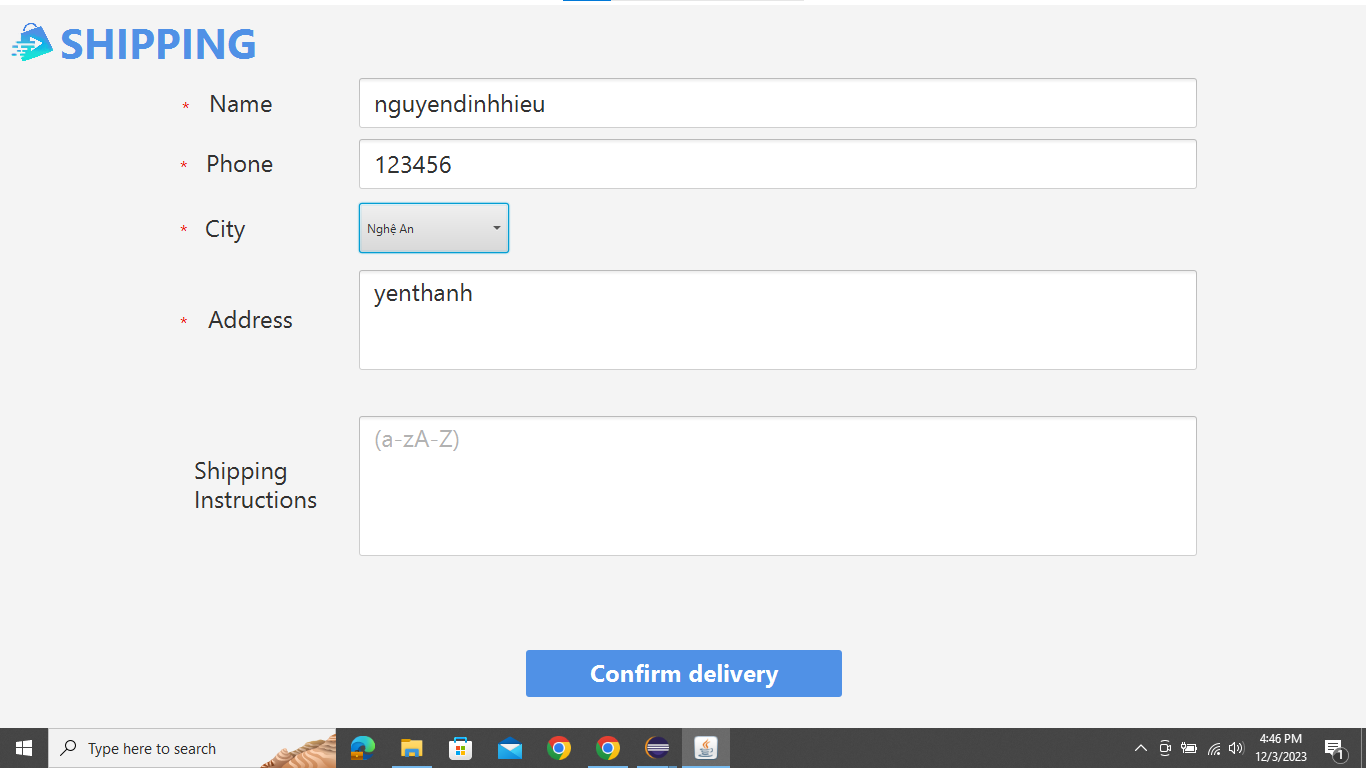 SHIPPING
* Name nguyendinhhieu
* Phone 123456
* City Nghệ An
* Address yenthanh
(a-zA-Z)
Shipping
Instructions
Confirm delivery
Type here to search
4:46 PM
12/3/2023
1